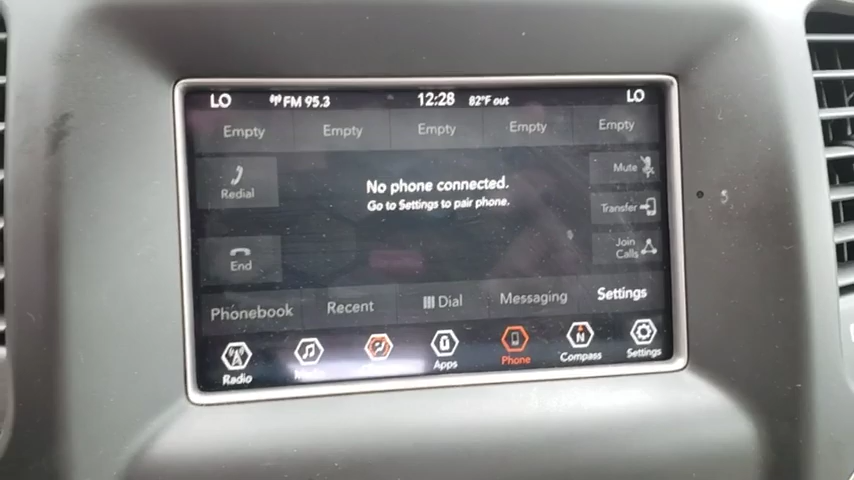 LO FM 95.3 12:28 82°F out LO
Empty Empty Empty Empty Empty
Redial
No phone connected.
Go to Settings to pair phone.
Mute
Transfer
Join
Calls
End
Phonebook Recent Dial Messaging Settings
Radio Apps Phone N Compass Settings